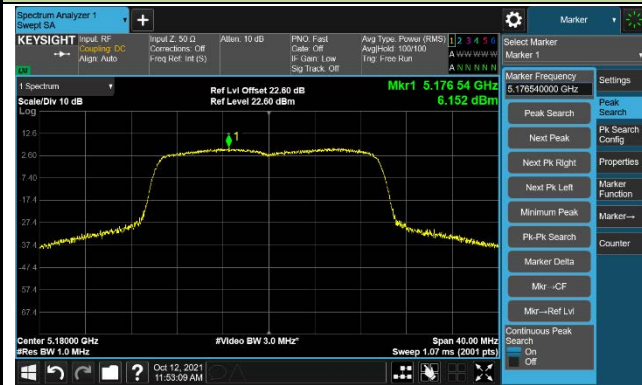 Spectrum Analyzer 1
Swept SA
+
Marker
KEYSIGHT
Input: RF
Coupling: DC
Align: Auto
Input Z: 50 Ω
Corrections: Off
Freq Ref: Int (S)
Atten: 10 dB
PNO: Fast
Gate: Off
IF Gain: Low
Sig Track: Off
Avg Type: Power (RMS)
Avg|Hold: 100/100
Trig: Free Run
1 2 3 4 5 6
A W W W W W
A N N N N N
LM
Select Marker
Marker 1
1 Spectrum
Scale/Div 10 dB
Log
Ref Lvl Offset 22.60 dB
Ref Level 22.60 dBm
Mkr1 5.176 54 GHz
6.152 dBm
1
12.6
2.60
-7.40
-17.4
-27.4
-37.4
-47.4
-57.4
-67.4
Center 5.18000 GHz
#Res BW 1.0 MHz
#Video BW 3.0 MHz*
Span 40.00 MHz
Sweep 1.07 ms (2001 pts)
Marker Frequency
5.176540000 GHz
Peak Search
Next Peak
Next Pk Right
Next Pk Left
Minimum Peak
Pk-Pk Search
Marker Delta
Mkr→CF
Mkr→Ref Lvl
Continuous Peak
Search
On
Off
Settings
Peak
Search
Pk Search
Config
Properties
Marker
Function
Marker→
Counter
?
Oct 12, 2021
11:53:09 AM